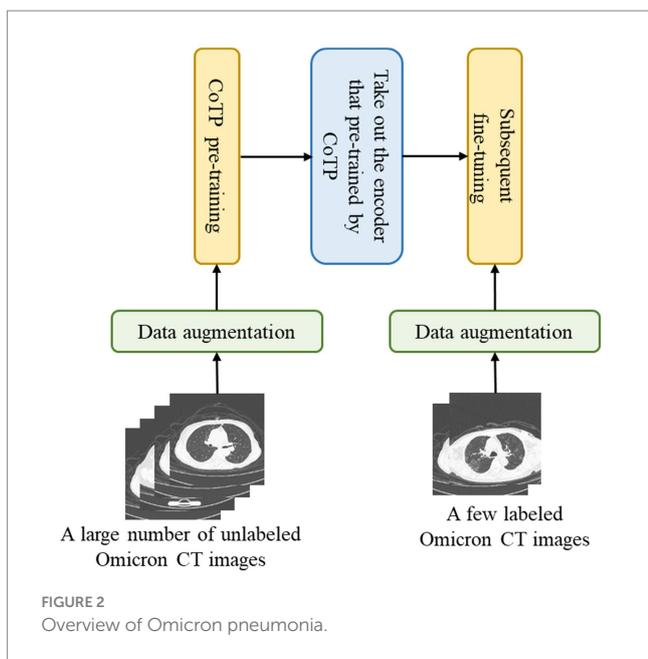 CoTP pre-training
Take out the encoder
that pre-trained by
CoTP
Subsequent
fine-tuning
Data augmentation
Data augmentation
A large number of unlabeled
Omicron CT images
A few labeled
Omicron CT images
FIGURE 2
Overview of Omicron pneumonia.